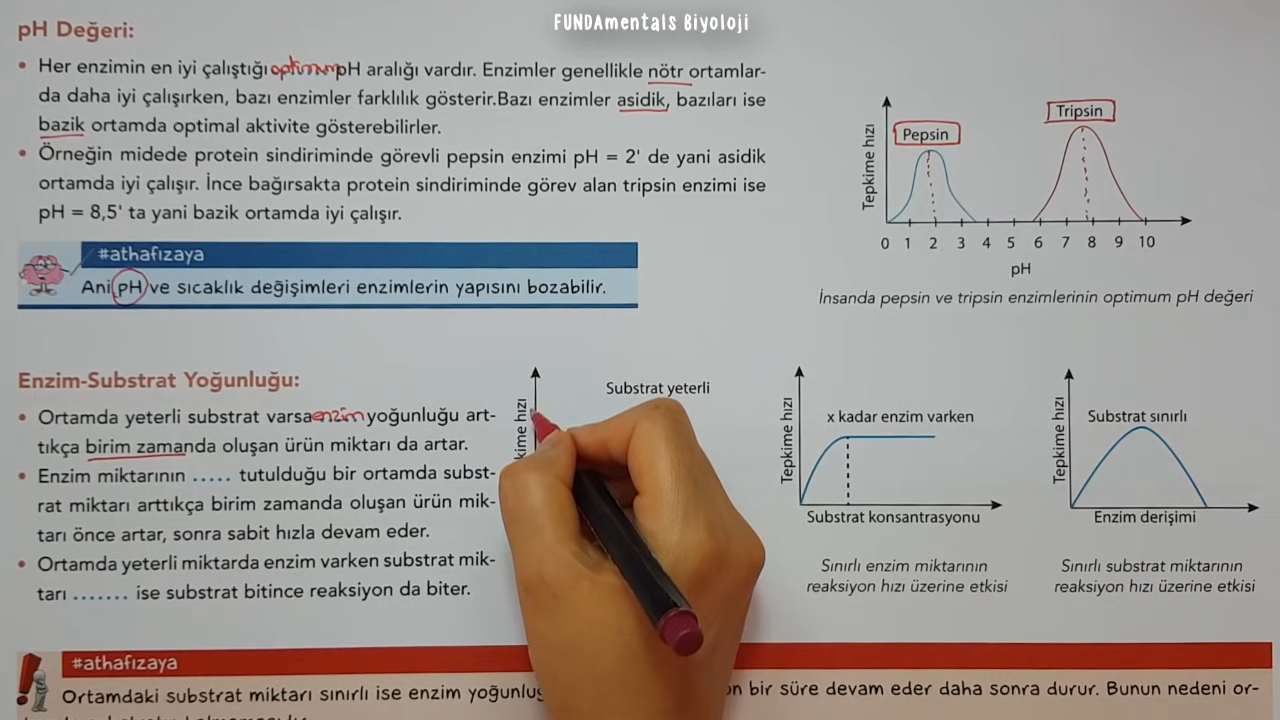 FUNDAmentals Biyoloji
pH Değeri:
• Her enzimin en iyi çalıştığı optimum pH aralığı vardır. Enzimler genellikle nötr ortamlar-
da daha iyi çalışırken, bazı enzimler farklılık gösterir.Bazı enzimler asidik, bazıları ise
bazik ortamda optimal aktivite gösterebilirler.
• Örneğin midede protein sindiriminde görevli pepsin enzimi pH = 2' de yani asidik
ortamda iyi çalışır. İnce bağırsakta protein sindiriminde görev alan tripsin enzimi ise
pH = 8,5' ta yani bazik ortamda iyi çalışır.
#athafızaya
Ani pH ve sıcaklık değişimleri enzimlerin yapısını bozabilir.
Tepkime hızı
Pepsin
Tripsin
0 1 2 3 4 5 6 7 8 9 10
pH
İnsanda pepsin ve tripsin enzimlerinin optimum pH değeri
Enzim-Substrat Yoğunluğu:
• Ortamda yeterli substrat varsa enzim yoğunluğu art-
tıkça birim zamanda oluşan ürün miktarı da artar.
• Enzim miktarının ..... tutulduğu bir ortamda subst-
rat miktarı arttıkça birim zamanda oluşan ürün mik-
tarı önce artar, sonra sabit hızla devam eder.
• Ortamda yeterli miktarda enzim varken substrat mik-
tarı ....... ise substrat bitince reaksiyon da biter.
kime hızı
Substrat yeterli
Tepkime hızı
x kadar enzim varken
Substrat konsantrasyonu
Sınırlı enzim miktarının
reaksiyon hızı üzerine etkisi
Tepkime hızı
Substrat sınırlı
Enzim derişimi
Sınırlı substrat miktarının
reaksiyon hızı üzerine etkisi
#athafızaya
Ortamdaki substrat miktarı sınırlı ise enzim on bir süre devam eder daha sonra durur. Bunun nedeni or-